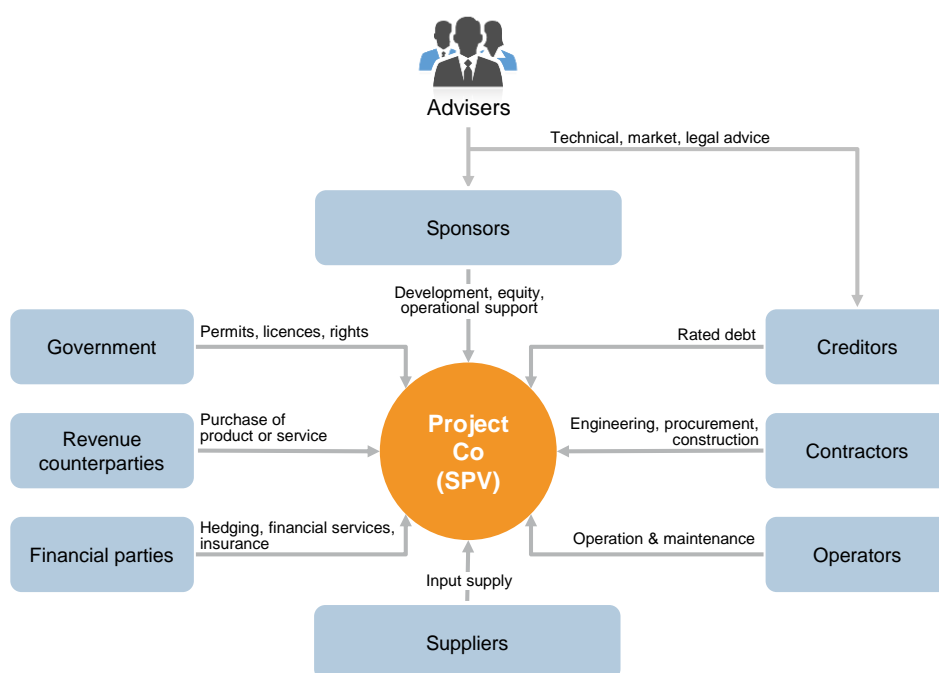 Advisers
Technical, market, legal advice
Sponsors
Development, equity,
operational support
Government
Permits, licences, rights
Rated debt
Creditors
Revenue
counterparties
Purchase of
product or service
Project
Co
(SPV)
Engineering, procurement,
construction
Contractors
Financial parties
Hedging, financial services,
insurance
Operation & maintenance
Operators
Input supply
Suppliers